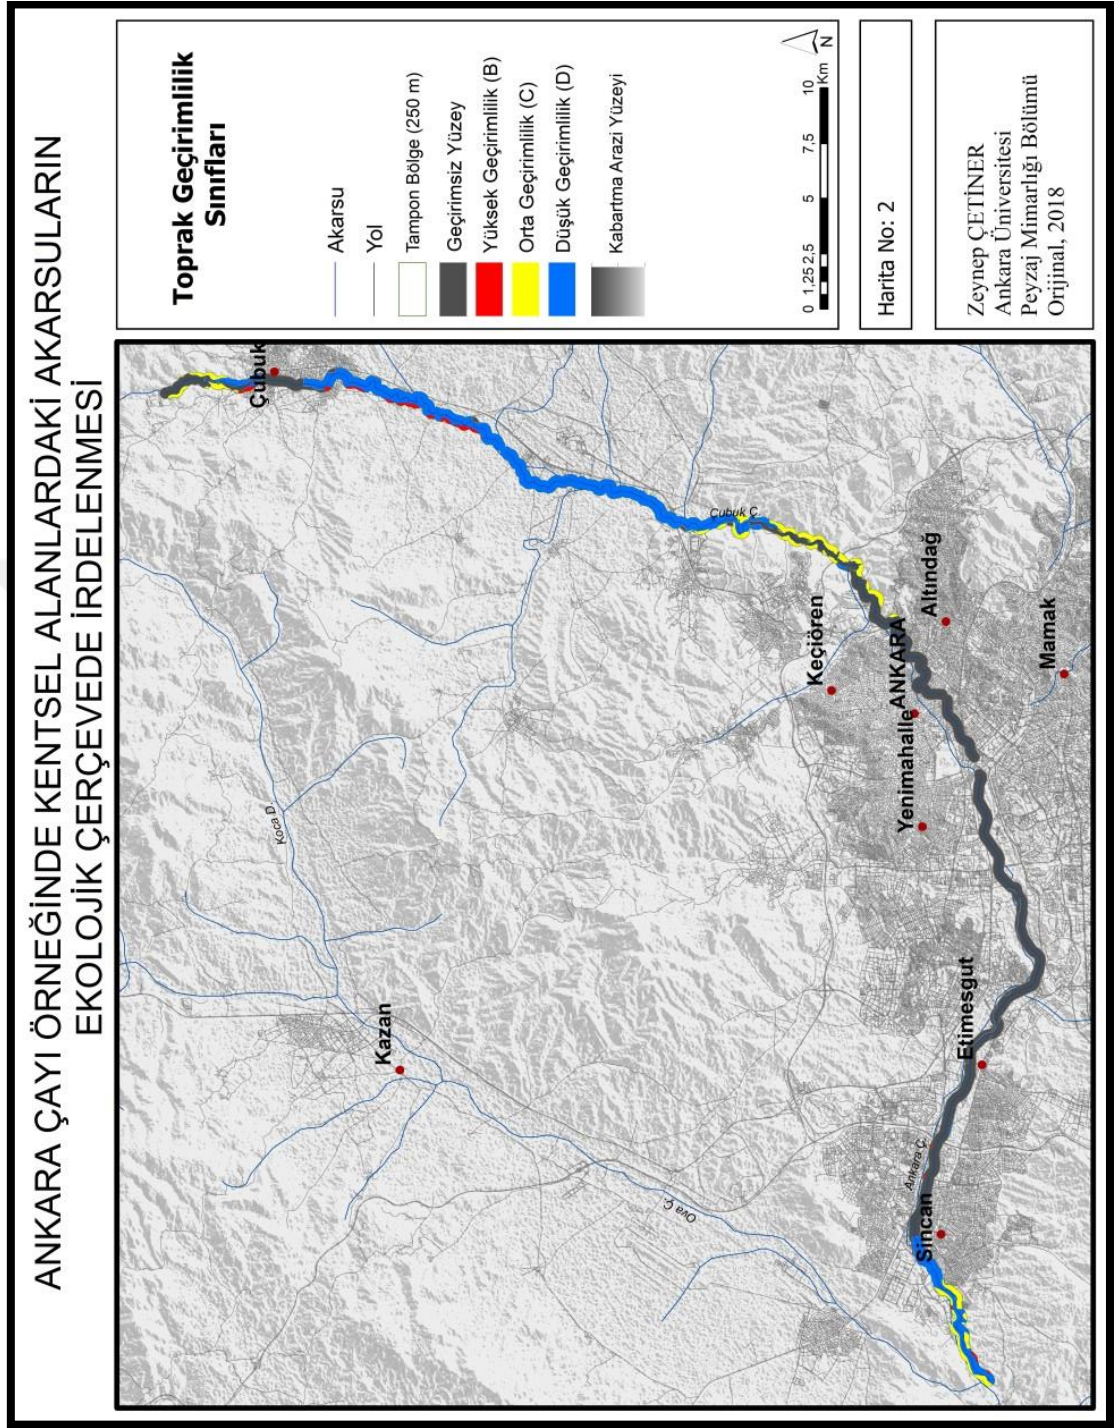 ANKARA ÇAYI ÖRNEĞİNDE KENTSEL ALANLARDAKİ AKARSULARIN
EKOLOJİK ÇERÇEVEDE İRDELENMESİ
Toprak Geçirimlilik
Sınıfları
Akarsu
Yol
Tampon Bölge (250 m)
Geçirimsiz Yüzey
Yüksek Geçirimlilik (B)
Orta Geçirimlilik (C)
Düşük Geçirimlilik (D)
Kabartma Arazi Yüzeyi
N
0 1,25 2,5 5 7,5 10
Km
Harita No: 2
Zeynep ÇETİNER
Ankara Üniversitesi
Peyzaj Mimarlığı Bölümü
Orijinal, 2018
Çubuk
Koca D.
Kazan
Çubuk Ç.
Ova Ç.
Keçiören
Yenimahalle
ANKARA
Altındağ
Mamak
Etimesgut
Ankara Ç.
Sincan